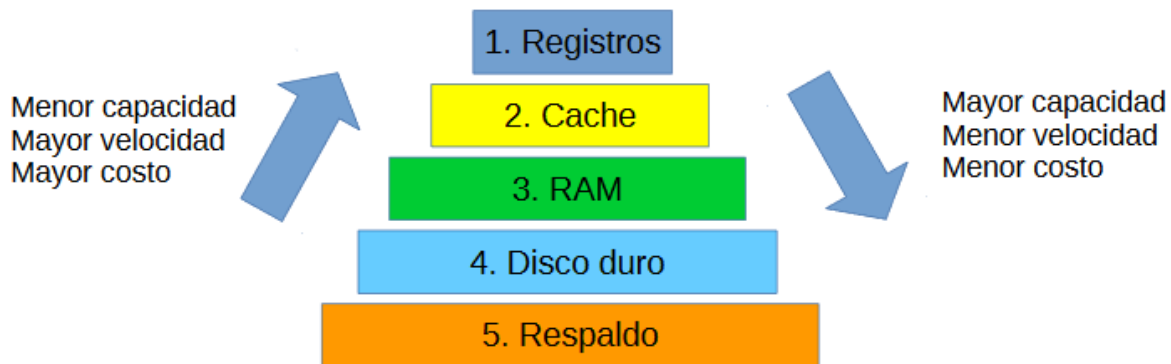 1. Registros
Menor capacidad
Mayor velocidad
Mayor costo
2. Cache
Mayor capacidad
Menor velocidad
Menor costo
3. RAM
4. Disco duro
5. Respaldo